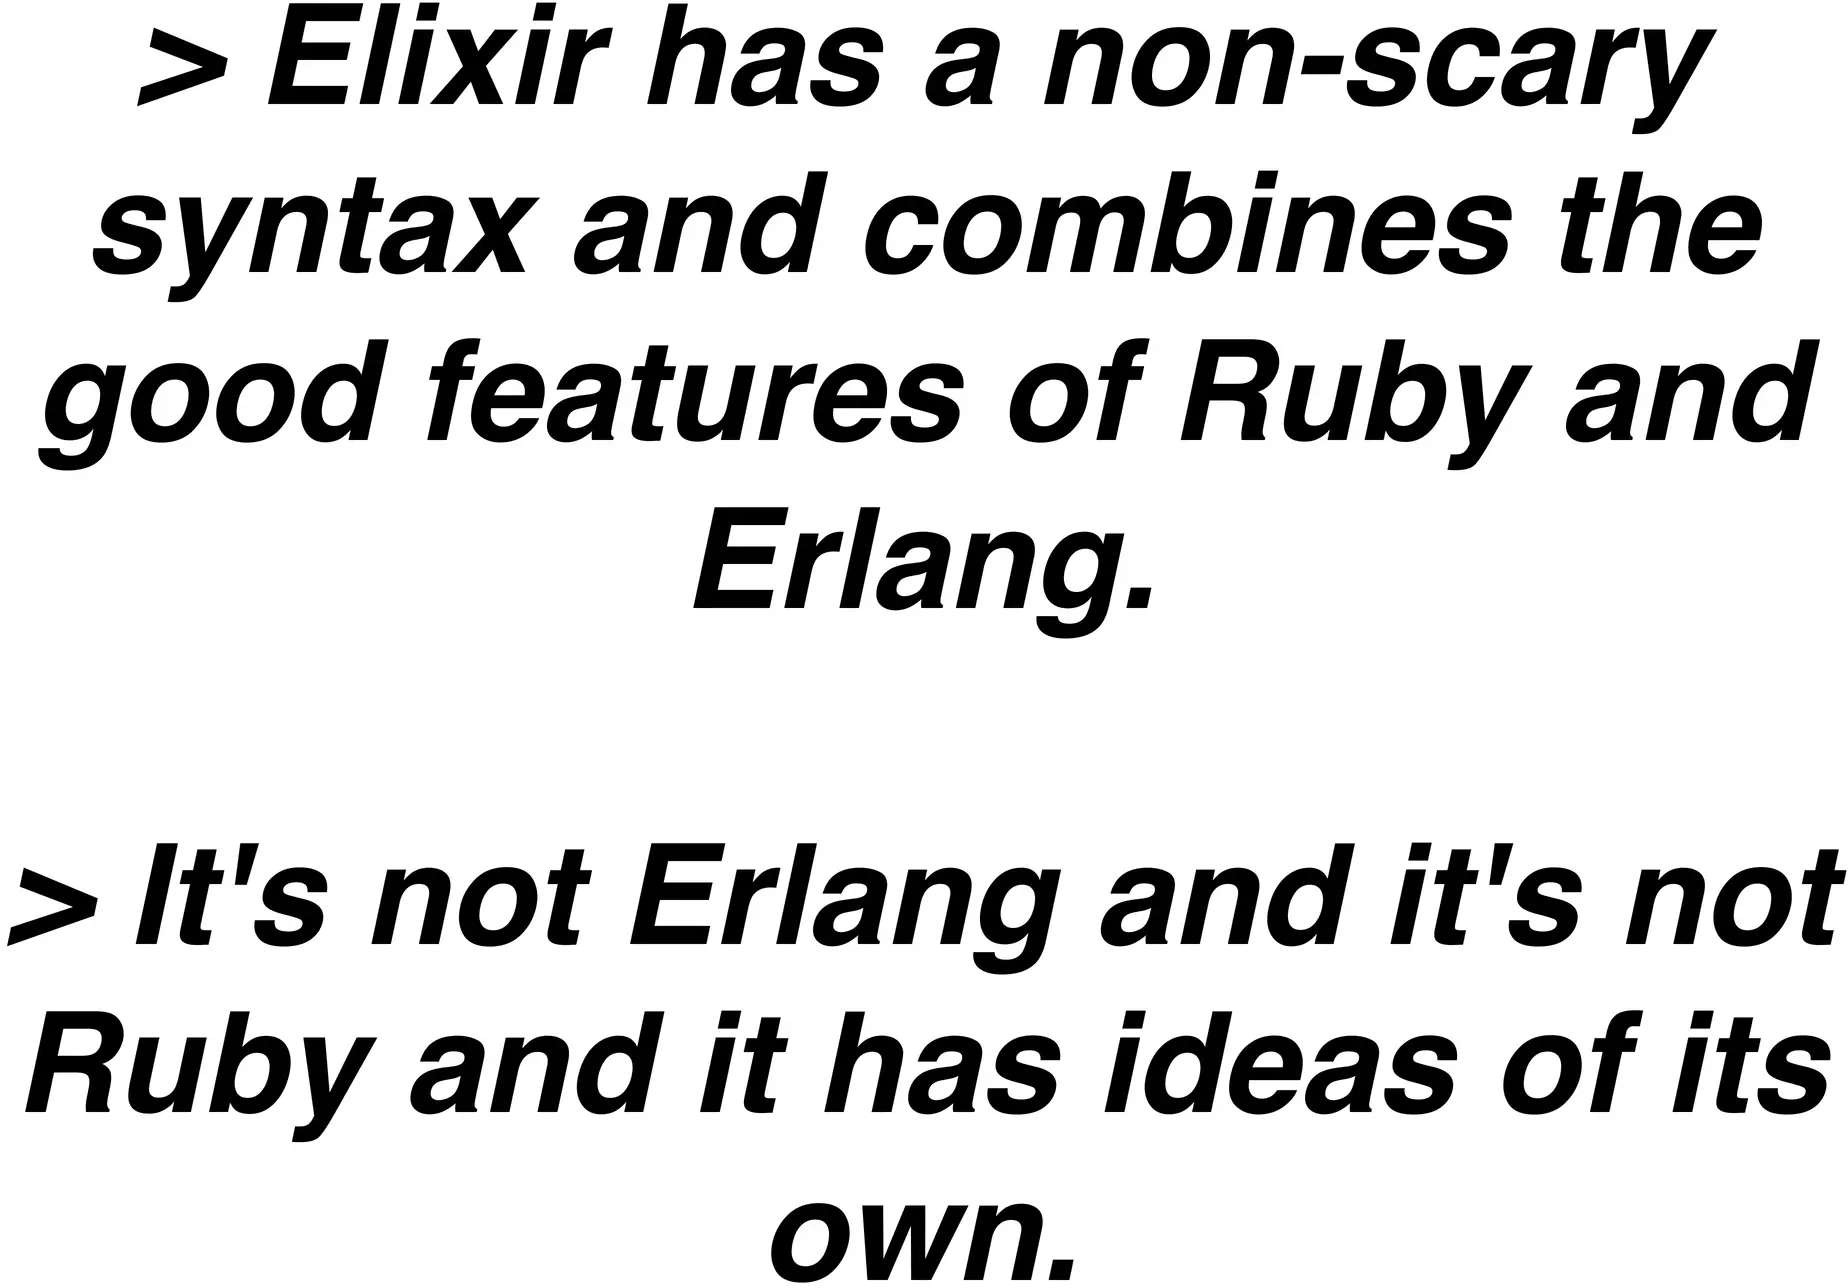 > Elixir has a non-scary
syntax and combines the
good features of Ruby and
Erlang.
> It's not Erlang and it's not
Ruby and it has ideas of its
own.